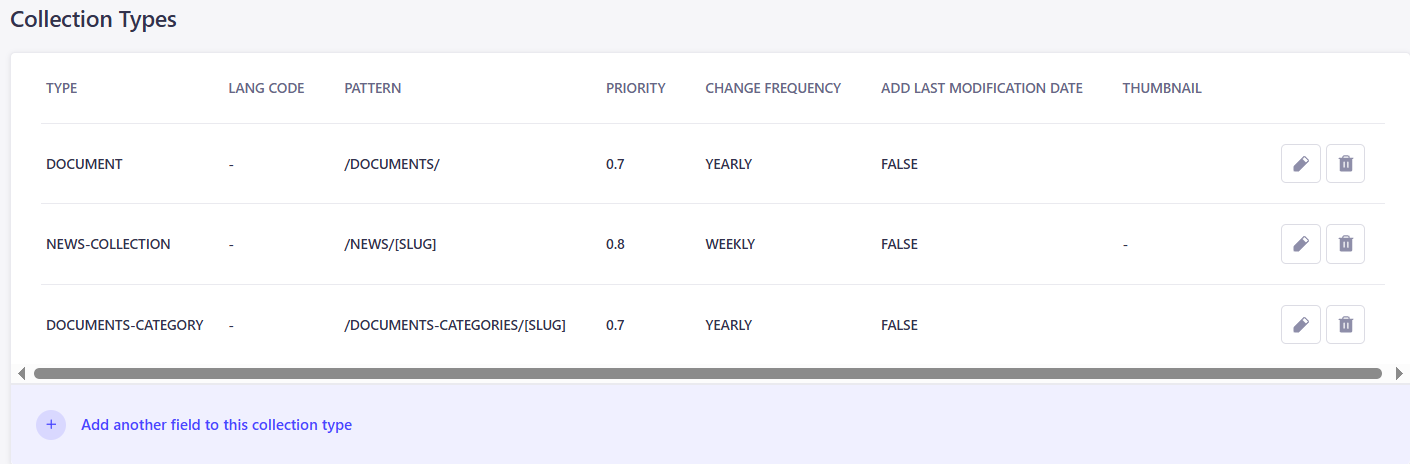 Collection Types
TYPE LANG CODE PATTERN PRIORITY CHANGE FREQUENCY ADD LAST MODIFICATION DATE THUMBNAIL
DOCUMENT - /DOCUMENTS/ 0.7 YEARLY FALSE
NEWS-COLLECTION - /NEWS/[SLUG] 0.8 WEEKLY FALSE -
DOCUMENTS-CATEGORY - /DOCUMENTS-CATEGORIES/[SLUG] 0.7 YEARLY FALSE
+ Add another field to this collection type